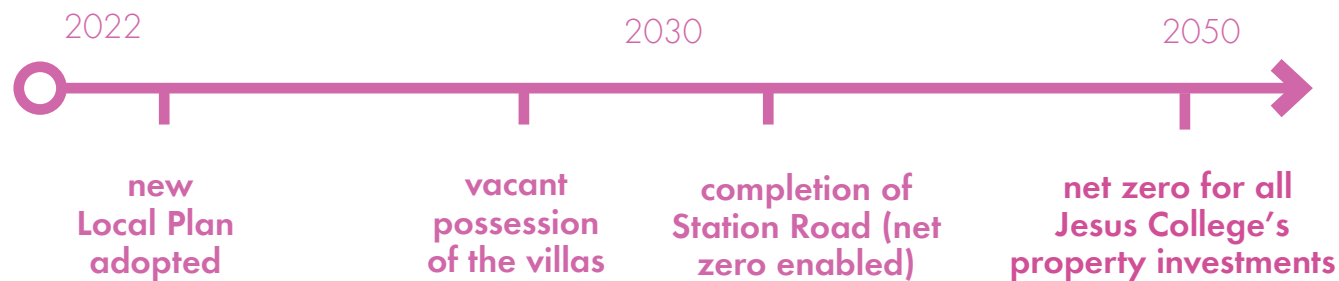 2022
2030
2050
new
Local Plan
adopted
vacant
possession
of the villas
completion of
Station Road (net
zero enabled)
net zero for all
Jesus College's
property investments